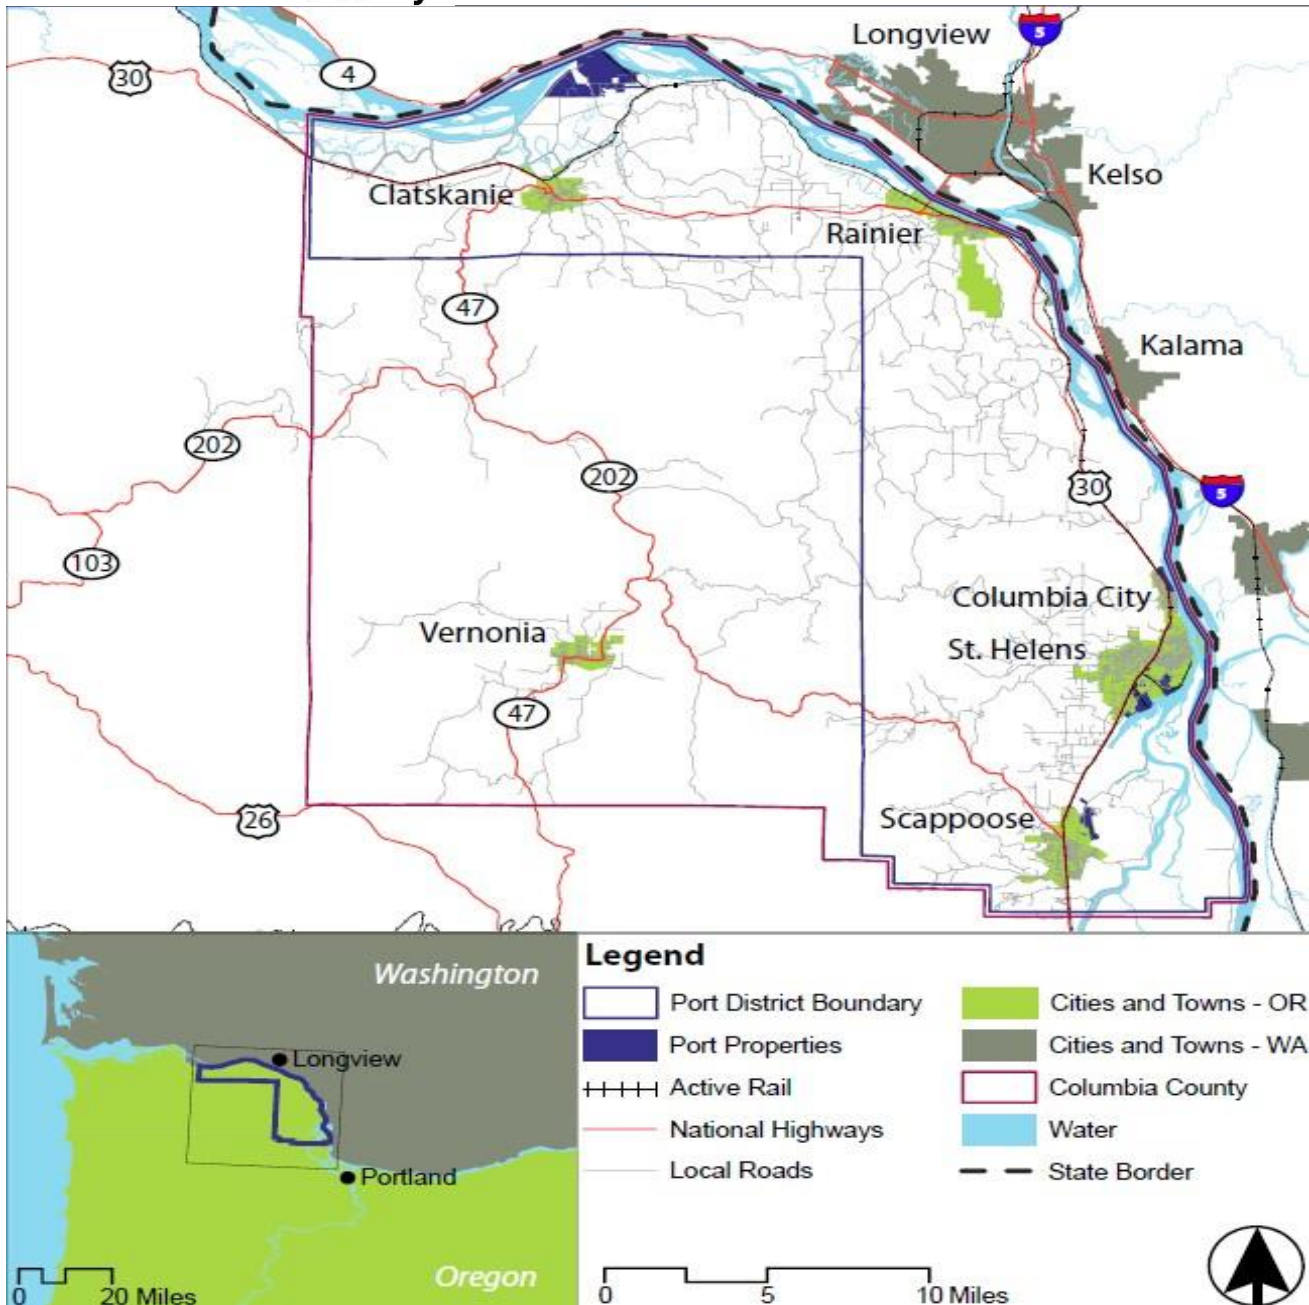 Longview
5
30
4
Kelso
Clatskanie
Rainier
47
Kalama
202
202
30
5
103
Columbia City
Vernonia
St. Helens
47
26
Scappoose
Washington
Longview
Portland
Oregon
0 20 Miles
Legend
Port District Boundary
Port Properties
Active Rail
National Highways
Local Roads
Cities and Towns - OR
Cities and Towns - WA
Columbia County
Water
State Border
0 5 10 Miles